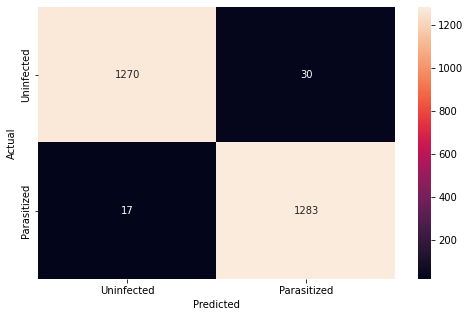 Actual
Uninfected
Parasitized
1270
30
17
1283
Uninfected
Parasitized
Predicted
1200
1000
800
600
400
200